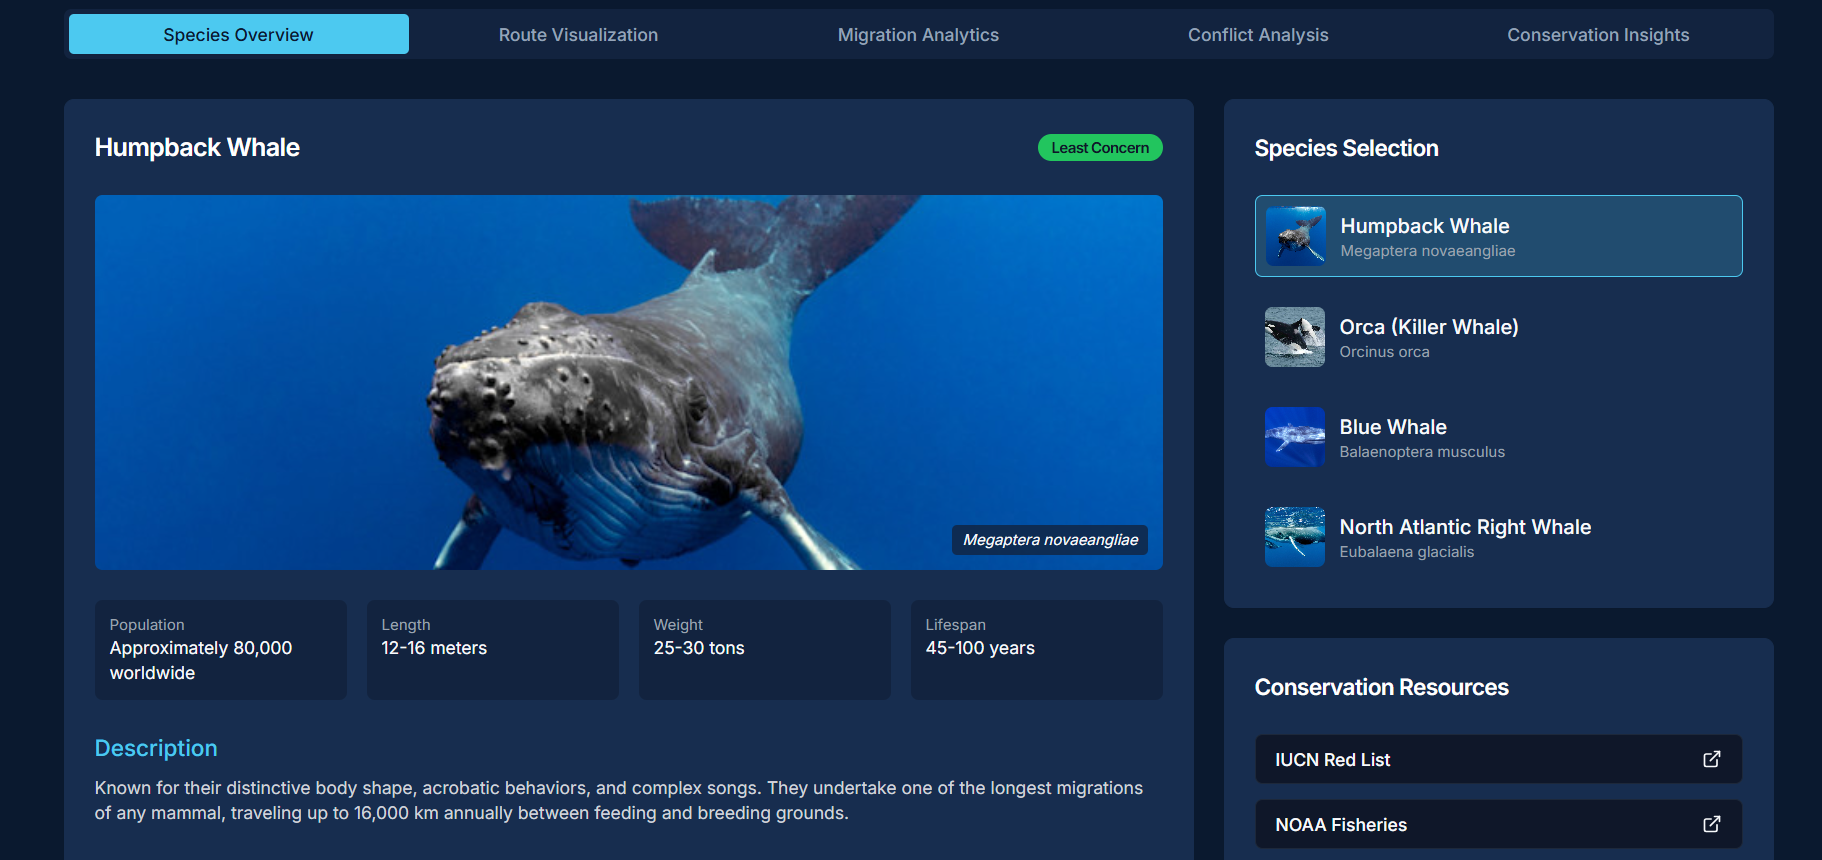 Species Overview
Route Visualization
Migration Analytics
Conflict Analysis
Conservation Insights
Humpback Whale
Least Concern
Megaptera novaeangliae
Population
Approximately 80,000
worldwide
Length
12-16 meters
Weight
25-30 tons
Lifespan
45-100 years
Description
Known for their distinctive body shape, acrobatic behaviors, and complex songs. They undertake one of the longest migrations
of any mammal, traveling up to 16,000 km annually between feeding and breeding grounds.
Species Selection
Humpback Whale
Megaptera novaeangliae
Orca (Killer Whale)
Orcinus orca
Blue Whale
Balaenoptera musculus
North Atlantic Right Whale
Eubalaena glacialis
Conservation Resources
IUCN Red List
NOAA Fisheries